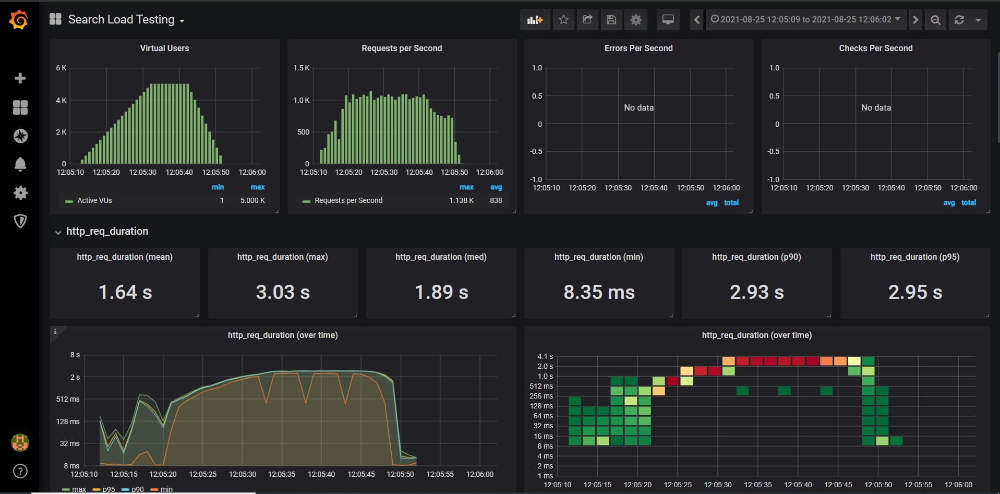 Search Load Testing
2021-08-25 12:05:09 to 2021-08-25 12:06:02
Virtual Users
6 K
4 K
2 K
0
12:05:10 12:05:20 12:05:30 12:05:40 12:05:50 12:06:00
min max
Active VUs 1 5.000 K
Requests per Second
1.5 K
1.0 K
500
0
12:05:10 12:05:20 12:05:30 12:05:40 12:05:50 12:06:00
max avg
Requests per Second 1.138 K 838
Errors Per Second
1.0
0.5
No data
0
-0.5
-1.0
12:05:10 12:05:20 12:05:30 12:05:40 12:05:50 12:06:00
avg total
Checks Per Second
1.0
0.5
No data
0
-0.5
-1.0
12:05:10 12:05:20 12:05:30 12:05:40 12:05:50 12:06:00
avg total
http_req_duration
http_req_duration (mean)
1.64 s
http_req_duration (max)
3.03 s
http_req_duration (med)
1.89 s
http_req_duration (min)
8.35 ms
http_req_duration (p90)
2.93 s
http_req_duration (p95)
2.95 s
i
http_req_duration (over time)
8 s
2 s
512 ms
128 ms
32 ms
8 ms
12:05:10 12:05:15 12:05:20 12:05:25 12:05:30 12:05:35 12:05:40 12:05:45 12:05:50 12:05:55 12:06:00
max p95 p90 min
http_req_duration (over time)
4.1 s
2.0 s
1.0 s
512 ms
256 ms
128 ms
64 ms
32 ms
16 ms
8 ms
4 ms
2 ms
1 ms
12:05:10 12:05:15 12:05:20 12:05:25 12:05:30 12:05:35 12:05:40 12:05:45 12:05:50 12:05:55 12:06:00
?